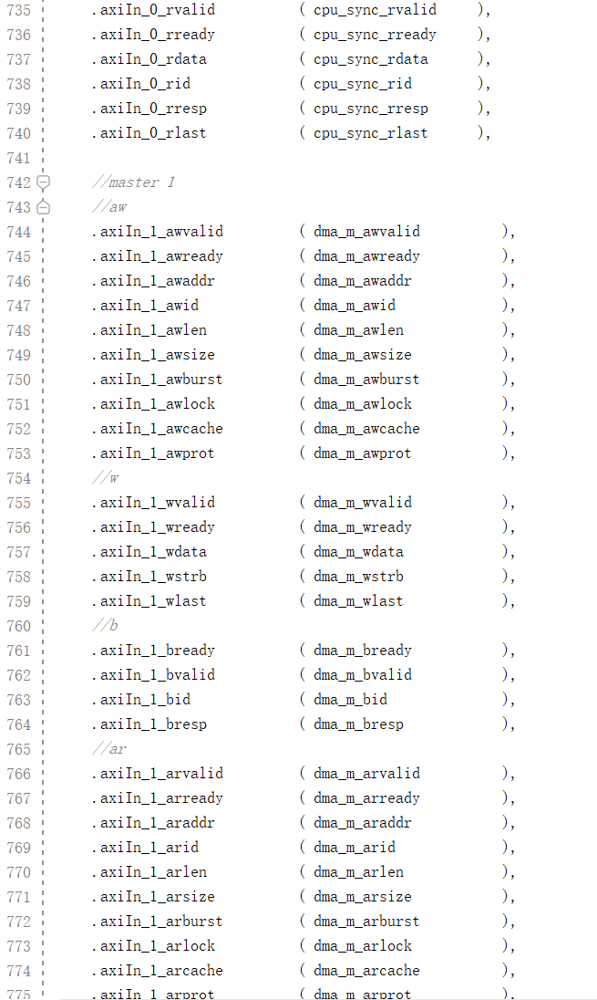 735 .axiIn_0_rvalid ( cpu_sync_rvalid ),
736 .axiIn_0_rready ( cpu_sync_rready ),
737 .axiIn_0_rdata ( cpu_sync_rdata ),
738 .axiIn_0_rid ( cpu_sync_rid ),
739 .axiIn_0_rresp ( cpu_sync_rresp ),
740 .axiIn_0_rlast ( cpu_sync_rlast ),
741
742 //master 1
743 //aw
744 .axiIn_1_awvalid ( dma_m_awvalid ),
745 .axiIn_1_awready ( dma_m_awready ),
746 .axiIn_1_awaddr ( dma_m_awaddr ),
747 .axiIn_1_awid ( dma_m_awid ),
748 .axiIn_1_awlen ( dma_m_awlen ),
749 .axiIn_1_awsize ( dma_m_awsize ),
750 .axiIn_1_awburst ( dma_m_awburst ),
751 .axiIn_1_awlock ( dma_m_awlock ),
752 .axiIn_1_awcache ( dma_m_awcache ),
753 .axiIn_1_awprot ( dma_m_awprot ),
754 //w
755 .axiIn_1_wvalid ( dma_m_wvalid ),
756 .axiIn_1_wready ( dma_m_wready ),
757 .axiIn_1_wdata ( dma_m_wdata ),
758 .axiIn_1_wstrb ( dma_m_wstrb ),
759 .axiIn_1_wlast ( dma_m_wlast ),
760 //b
761 .axiIn_1_bready ( dma_m_bready ),
762 .axiIn_1_bvalid ( dma_m_bvalid ),
763 .axiIn_1_bid ( dma_m_bid ),
764 .axiIn_1_bresp ( dma_m_bresp ),
765 //ar
766 .axiIn_1_arvalid ( dma_m_arvalid ),
767 .axiIn_1_arready ( dma_m_arready ),
768 .axiIn_1_araddr ( dma_m_araddr ),
769 .axiIn_1_arid ( dma_m_arid ),
770 .axiIn_1_arlen ( dma_m_arlen ),
771 .axiIn_1_arsize ( dma_m_arsize ),
772 .axiIn_1_arburst ( dma_m_arburst ),
773 .axiIn_1_arlock ( dma_m_arlock ),
774 .axiIn_1_arcache ( dma_m_arcache ),
775 .axiIn_1_arprot ( dma_m_arprot ),